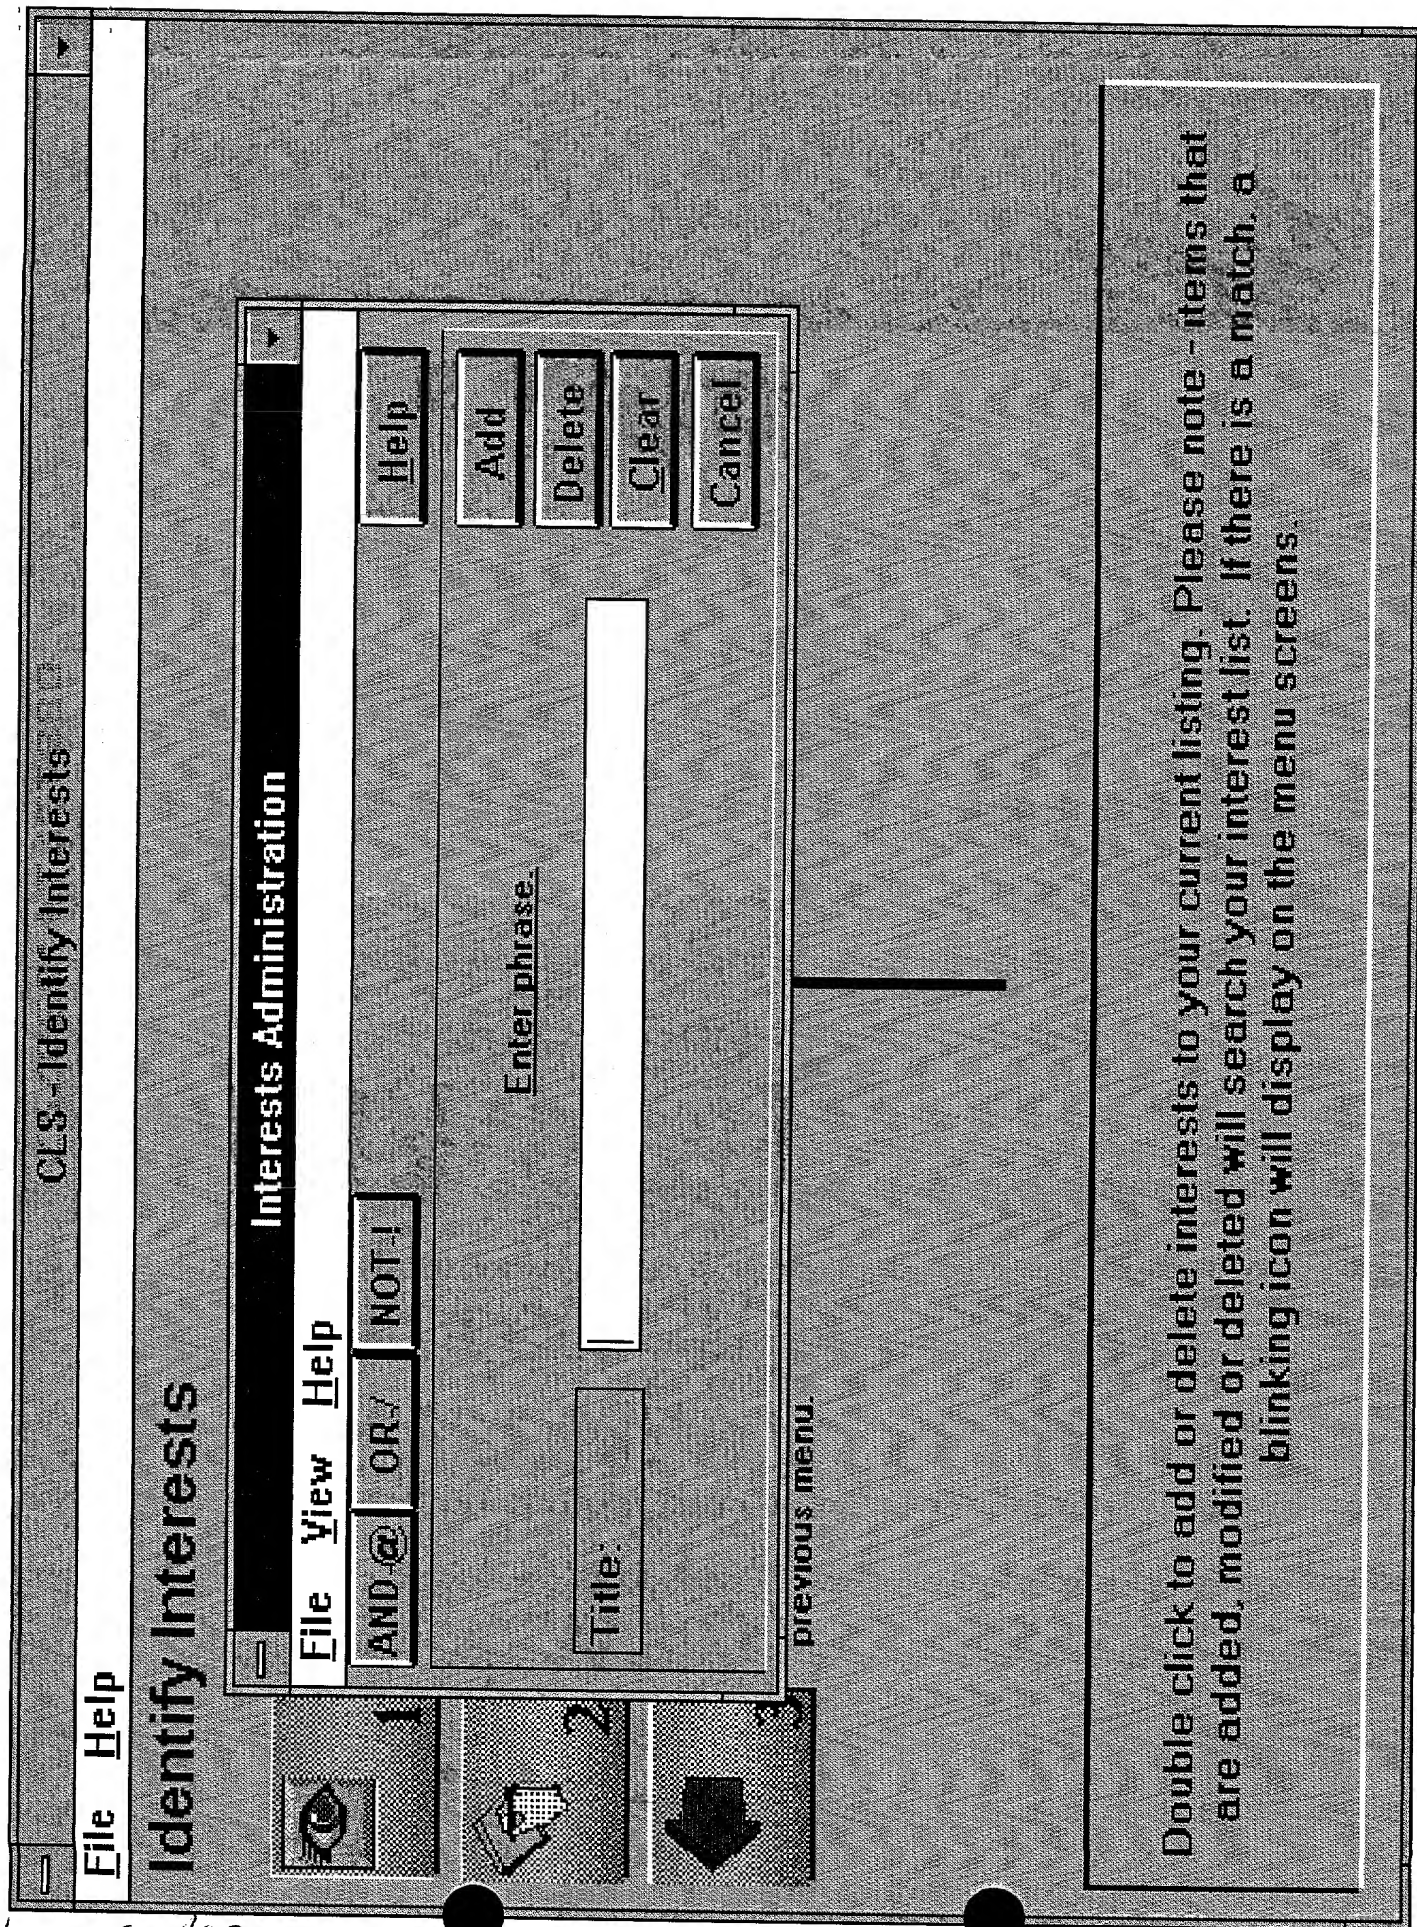 CLS - Identify Interests
File Help
Identify Interests
Interests Administration
File View Help
AND @ OR / NOT !
Help
Enter phrase.
Title:
Add
Delete
Clear
Cancel
1
2
3
previous menu.
Double click to add or delete interests to your current listing. Please note - items that
are added, modified or deleted will search your interest list. If there is a match, a
blinking icon will display on the menu screens.